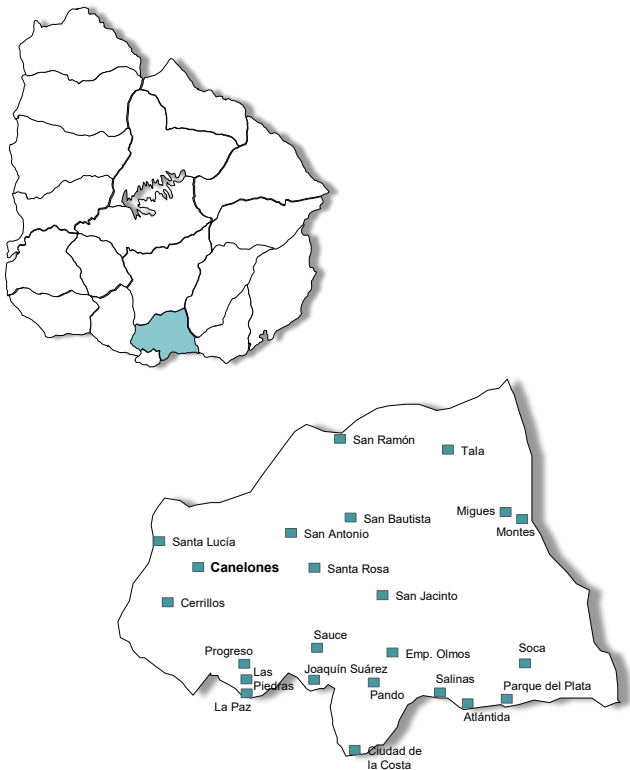 San Ramón
Tala
Migues
San Bautista
Montes
San Antonio
Santa Lucía
Canelones
Santa Rosa
San Jacinto
Cerrillos
Sauce
Progreso
Emp. Olmos
Soca
Las
Piedras
Joaquín Suárez
Salinas
Parque del Plata
Pando
La Paz
Atlántida
Ciudad de
la Costa